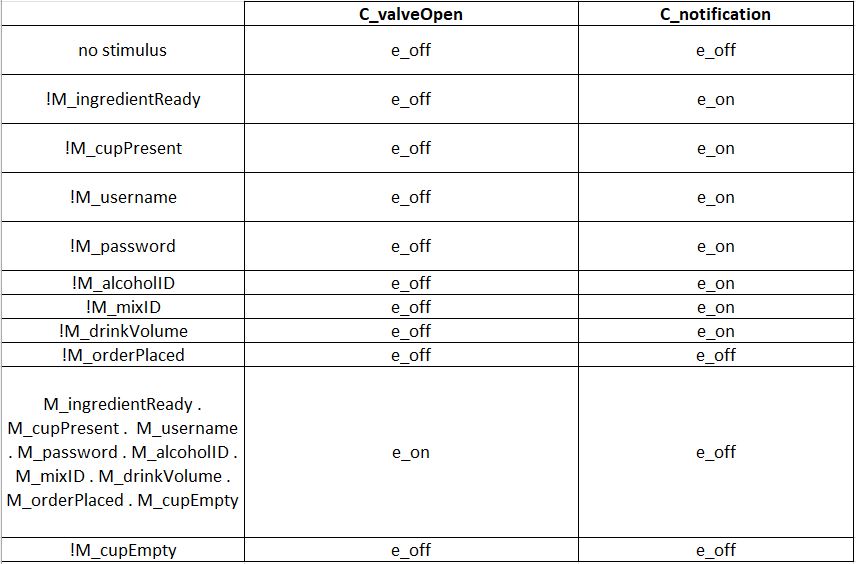 C_valveOpen C_notification
no stimulus e_off e_off
!M_ingredientReady e_off e_on
!M_cupPresent e_off e_on
!M_username e_off e_on
!M_password e_off e_on
!M_alcoholID e_off e_on
!M_mixID e_off e_on
!M_drinkVolume e_off e_on
!M_orderPlaced e_off e_off
M_ingredientReady .
M_cupPresent . M_username
. M_password . M_alcoholID .
M_mixID . M_drinkVolume .
M_orderPlaced . M_cupEmpty
e_on e_off
!M_cupEmpty e_off e_off